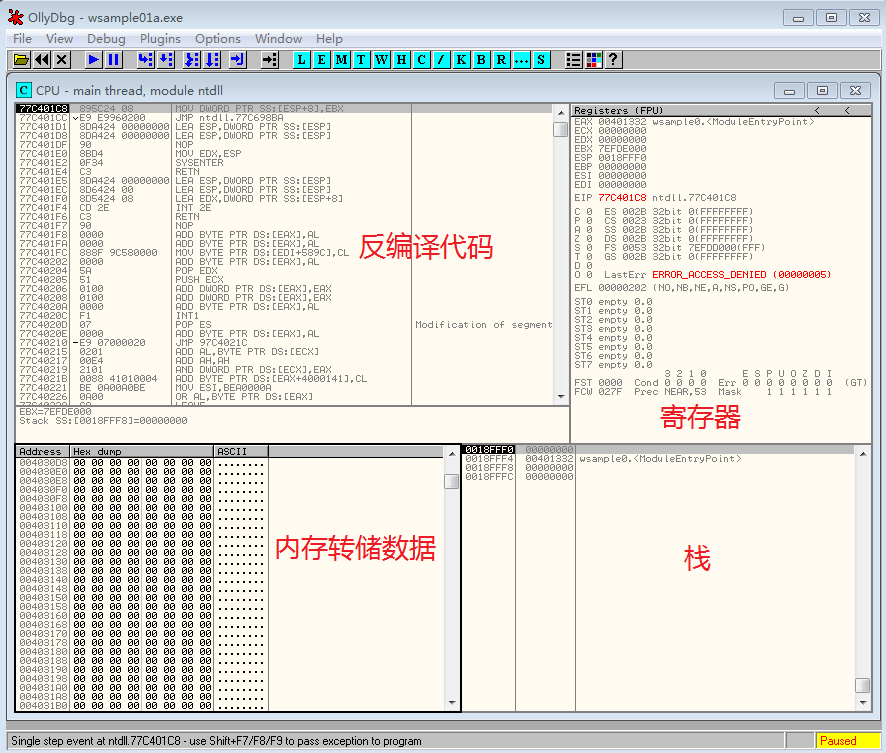 OllyDbg - wsample01a.exe
File View Debug Plugins Options Window Help
L E M T W H C / K B R ... S ?
C CPU - main thread, module ntdll
77C401C8 895C24 08 MOV DWORD PTR SS:[ESP+8],EBX
77C401CC E9 E9960200 JMP ntdll.77C698BA
77C401D1 8DA424 00000000 LEA ESP,DWORD PTR SS:[ESP]
77C401D8 8DA424 00000000 LEA ESP,DWORD PTR SS:[ESP]
77C401DF 90 NOP
77C401E0 8BD4 MOV EDX,ESP
77C401E2 0F34 SYSENTER
77C401E4 C3 RETN
77C401E5 8DA424 00000000 LEA ESP,DWORD PTR SS:[ESP]
77C401EC 8D6424 00 LEA ESP,DWORD PTR SS:[ESP]
77C401F0 8D5424 08 LEA EDX,DWORD PTR SS:[ESP+8]
77C401F4 CD 2E INT 2E
77C401F6 C3 RETN
77C401F7 90 NOP
77C401F8 0000 ADD BYTE PTR DS:[EAX],AL
77C401FA 0000 ADD BYTE PTR DS:[EAX],AL
77C401FC 888F 9C580000 MOV BYTE PTR DS:[EDI+589C],CL
77C40202 0000 ADD BYTE PTR DS:[EAX],AL
77C40204 5A POP EDX
77C40205 51 PUSH ECX
77C40206 0100 ADD DWORD PTR DS:[EAX],EAX
77C40208 0100 ADD DWORD PTR DS:[EAX],EAX
77C4020A 0000 ADD BYTE PTR DS:[EAX],AL
77C4020C F1 INT1
77C4020D 07 POP ES Modification of segment
77C4020E 0000 ADD BYTE PTR DS:[EAX],AL
77C40210 E9 07000020 JMP 97C4021C
77C40215 0201 ADD AL,BYTE PTR DS:[ECX]
77C40217 00E4 ADD AH,AH
77C40219 2101 AND DWORD PTR DS:[ECX],EAX
77C4021B 0088 41010004 ADD BYTE PTR DS:[EAX+4000141],CL
77C40221 BE 0A00A0BE MOV ESI,BEA0000A
77C40226 0A00 OR AL,BYTE PTR DS:[EAX]
反编译代码
EBX=7EFDE000
Stack SS:[0018FFF8]=00000000
Registers (FPU) < <
EAX 00401332 wsample0.<ModuleEntryPoint>
ECX 00000000
EDX 00000000
EBX 7EFDE000
ESP 0018FFF0
EBP 00000000
ESI 00000000
EDI 00000000
EIP 77C401C8 ntdll.77C401C8
C 0 ES 002B 32bit 0(FFFFFFFF)
P 0 CS 0023 32bit 0(FFFFFFFF)
A 0 SS 002B 32bit 0(FFFFFFFF)
Z 0 DS 002B 32bit 0(FFFFFFFF)
S 0 FS 0053 32bit 7EFDD000(FFF)
T 0 GS 002B 32bit 0(FFFFFFFF)
D 0
O 0 LastErr ERROR_ACCESS_DENIED (00000005)
EFL 00000202 (NO,NB,NE,A,NS,PO,GE,G)
ST0 empty 0.0
ST1 empty 0.0
ST2 empty 0.0
ST3 empty 0.0
ST4 empty 0.0
ST5 empty 0.0
ST6 empty 0.0
ST7 empty 0.0
3 2 1 0 E S P U O Z D I
FST 0000 Cond 0 0 0 0 Err 0 0 0 0 0 0 0 0 (GT)
FCW 027F Prec NEAR,53 Mask 1 1 1 1 1 1
寄存器
Address Hex dump ASCII
004030D8 00 00 00 00 00 00 00 00 ........
004030E0 00 00 00 00 00 00 00 00 ........
004030E8 00 00 00 00 00 00 00 00 ........
004030F0 00 00 00 00 00 00 00 00 ........
004030F8 00 00 00 00 00 00 00 00 ........
00403100 00 00 00 00 00 00 00 00 ........
00403108 00 00 00 00 00 00 00 00 ........
00403110 00 00 00 00 00 00 00 00 ........
00403118 00 00 00 00 00 00 00 00 ........
00403120 00 00 00 00 00 00 00 00 ........
00403128 00 00 00 00 00 00 00 00 ........
00403130 00 00 00 00 00 00 00 00 ........
00403138 00 00 00 00 00 00 00 00 ........
00403140 00 00 00 00 00 00 00 00 ........
00403148 00 00 00 00 00 00 00 00 ........
00403150 00 00 00 00 00 00 00 00 ........
00403158 00 00 00 00 00 00 00 00 ........
00403160 00 00 00 00 00 00 00 00 ........
00403168 00 00 00 00 00 00 00 00 ........
00403170 00 00 00 00 00 00 00 00 ........
00403178 00 00 00 00 00 00 00 00 ........
00403180 00 00 00 00 00 00 00 00 ........
00403188 00 00 00 00 00 00 00 00 ........
00403190 00 00 00 00 00 00 00 00 ........
00403198 00 00 00 00 00 00 00 00 ........
004031A0 00 00 00 00 00 00 00 00 ........
004031A8 00 00 00 00 00 00 00 00 ........
004031B0 00 00 00 00 00 00 00 00 ........
内存转储数据
0018FFF0 00000000
0018FFF4 00401332 wsample0.<ModuleEntryPoint>
0018FFF8 00000000
0018FFFC 00000000
栈
Single step event at ntdll.77C401C8 - use Shift+F7/F8/F9 to pass exception to program
Paused